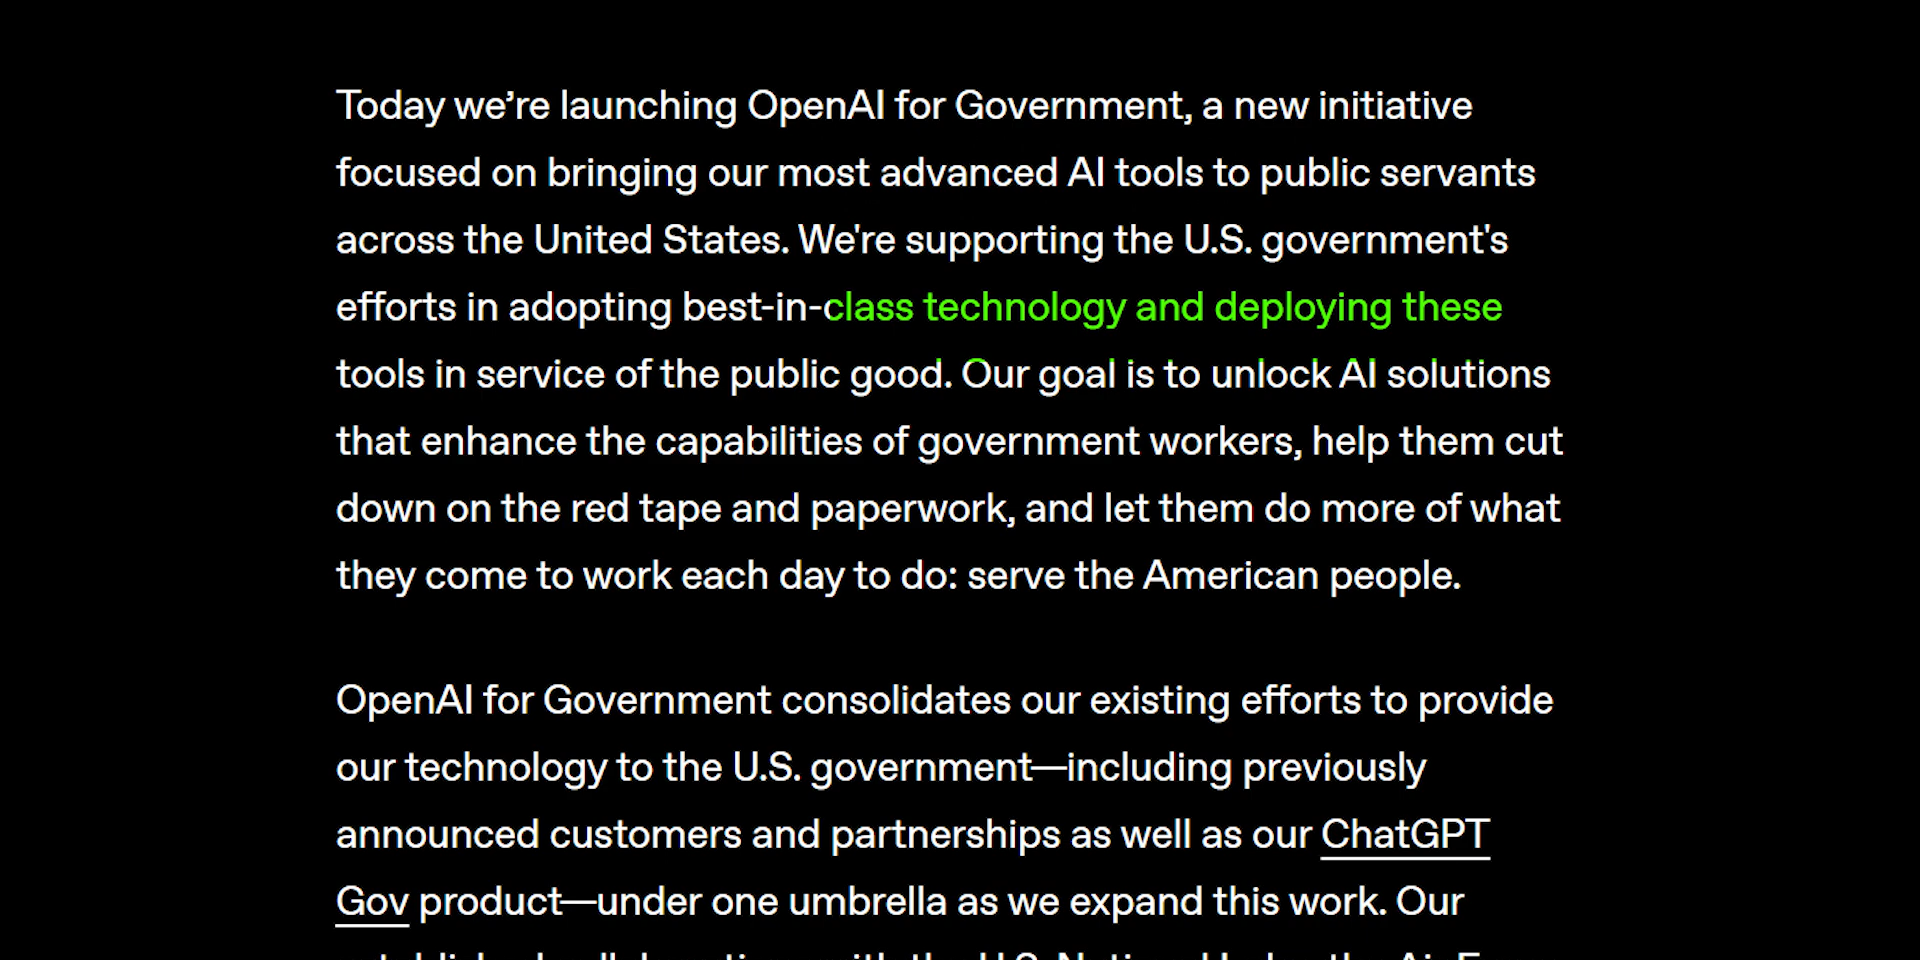 Today we’re launching OpenAI for Government, a new initiative
focused on bringing our most advanced AI tools to public servants
across the United States. We're supporting the U.S. government's
efforts in adopting best-in-class technology and deploying these
tools in service of the public good. Our goal is to unlock AI solutions
that enhance the capabilities of government workers, help them cut
down on the red tape and paperwork, and let them do more of what
they come to work each day to do: serve the American people.
OpenAI for Government consolidates our existing efforts to provide
our technology to the U.S. government—including previously
announced customers and partnerships as well as our ChatGPT
Gov product—under one umbrella as we expand this work. Our